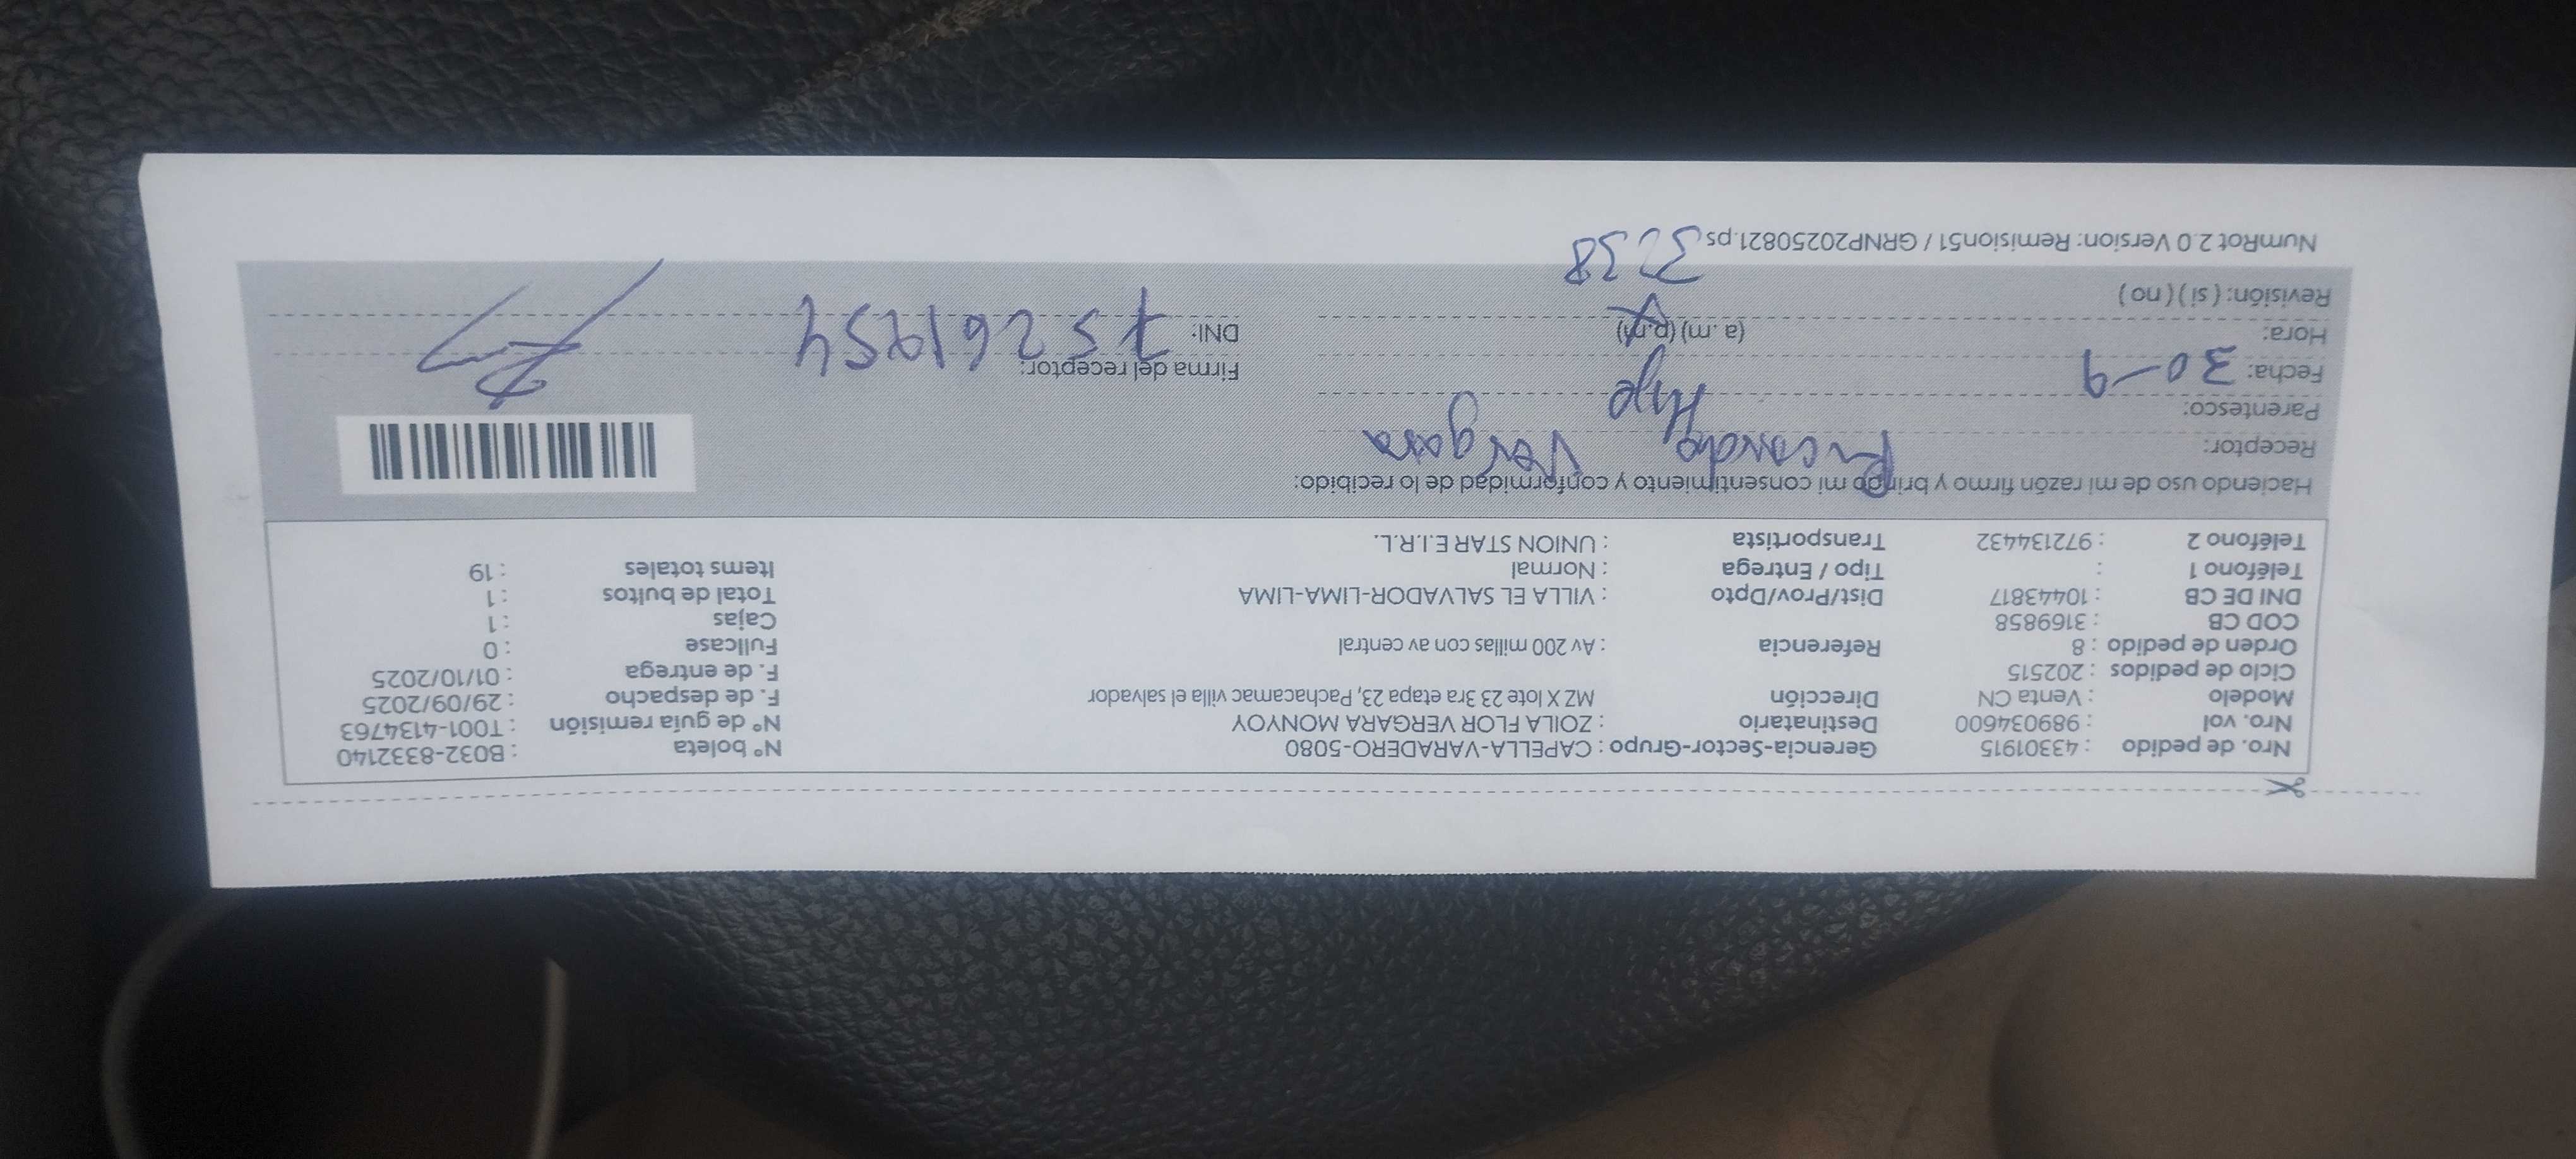 Nro. de pedido : 43301915 Gerencia-Sector-Grupo : CAPELLA-VARADERO-5080 N° boleta : B032-8332140
Nro. vol : 989034600 Destinatario : ZOILA FLOR VERGARA MONYOY N° de guía remisión : T001-4134763
Modelo : Venta CN Dirección MZ X lote 23 3ra etapa 23, Pachacamac villa el salvador F. de despacho : 29/09/2025
Ciclo de pedidos : 202515 F. de entrega : 01/10/2025
Orden de pedido : 8 Referencia : Av 200 millas con av central Fullcase : 0
COD CB : 3169858 Cajas : 1
DNI DE CB : 10443817 Dist/Prov/Dpto : VILLA EL SALVADOR-LIMA-LIMA Total de bultos : 1
Teléfono 1 : Tipo / Entrega : Normal Items totales : 19
Teléfono 2 : 972134432 Transportista : UNION STAR E.I.R.L.
Haciendo uso de mi razón firmo y brindo mi consentimiento y conformidad de lo recibido:
Receptor: Ricardo Vergara
Parentesco: Hijo
Fecha: 30-9 Firma del receptor:
Hora: (a.m) (p.m) DNI:
Revisión: ( si ) ( no )
NumRot 2.0 Version: Remision51 / GRNP20250821.ps